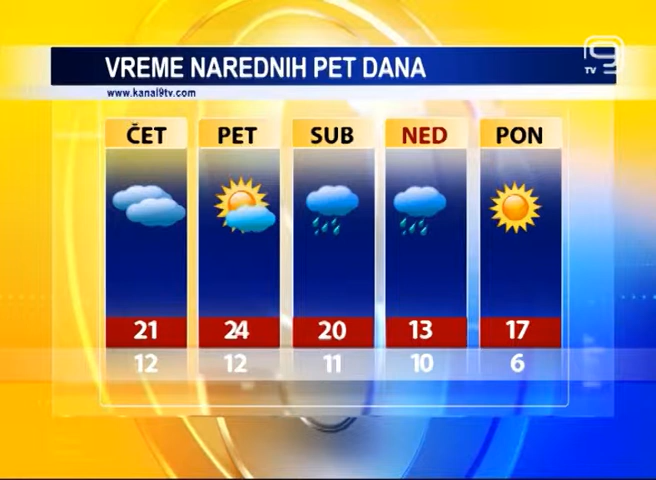 VREME NAREDNIH PET DANA
9
TV
www.kanal9tv.com
ČET PET SUB NED PON
21 24 20 13 17
12 12 11 10 6